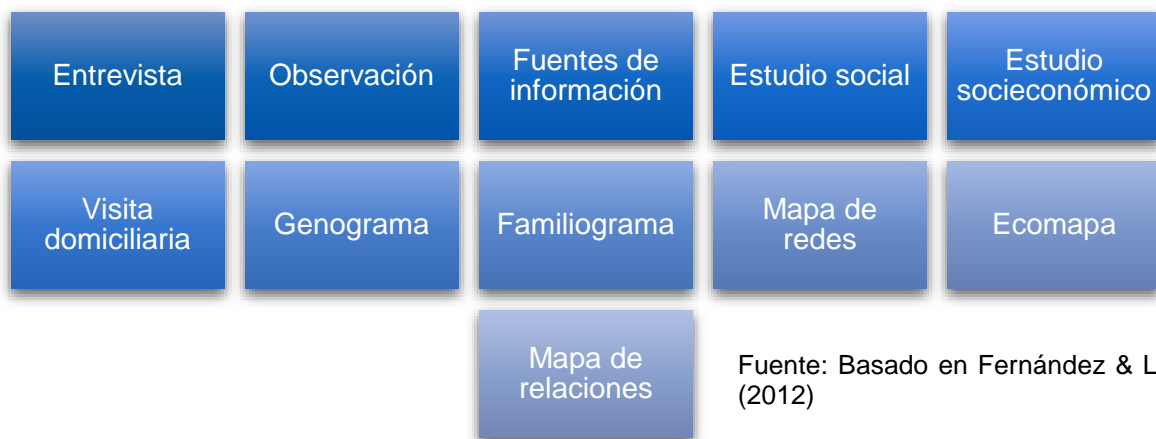 Entrevista
Observación
Fuentes de
información
Estudio social
Estudio
socieconómico
Visita
domiciliaria
Genograma
Familiograma
Mapa de
redes
Ecomapa
Mapa de
relaciones
Fuente: Basado en Fernández & L
(2012)